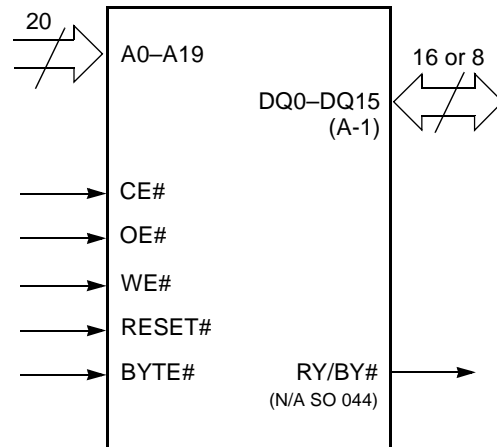 20
A0–A19
16 or 8
DQ0–DQ15
(A-1)
CE#
OE#
WE#
RESET#
BYTE#
RY/BY#
(N/A SO 044)